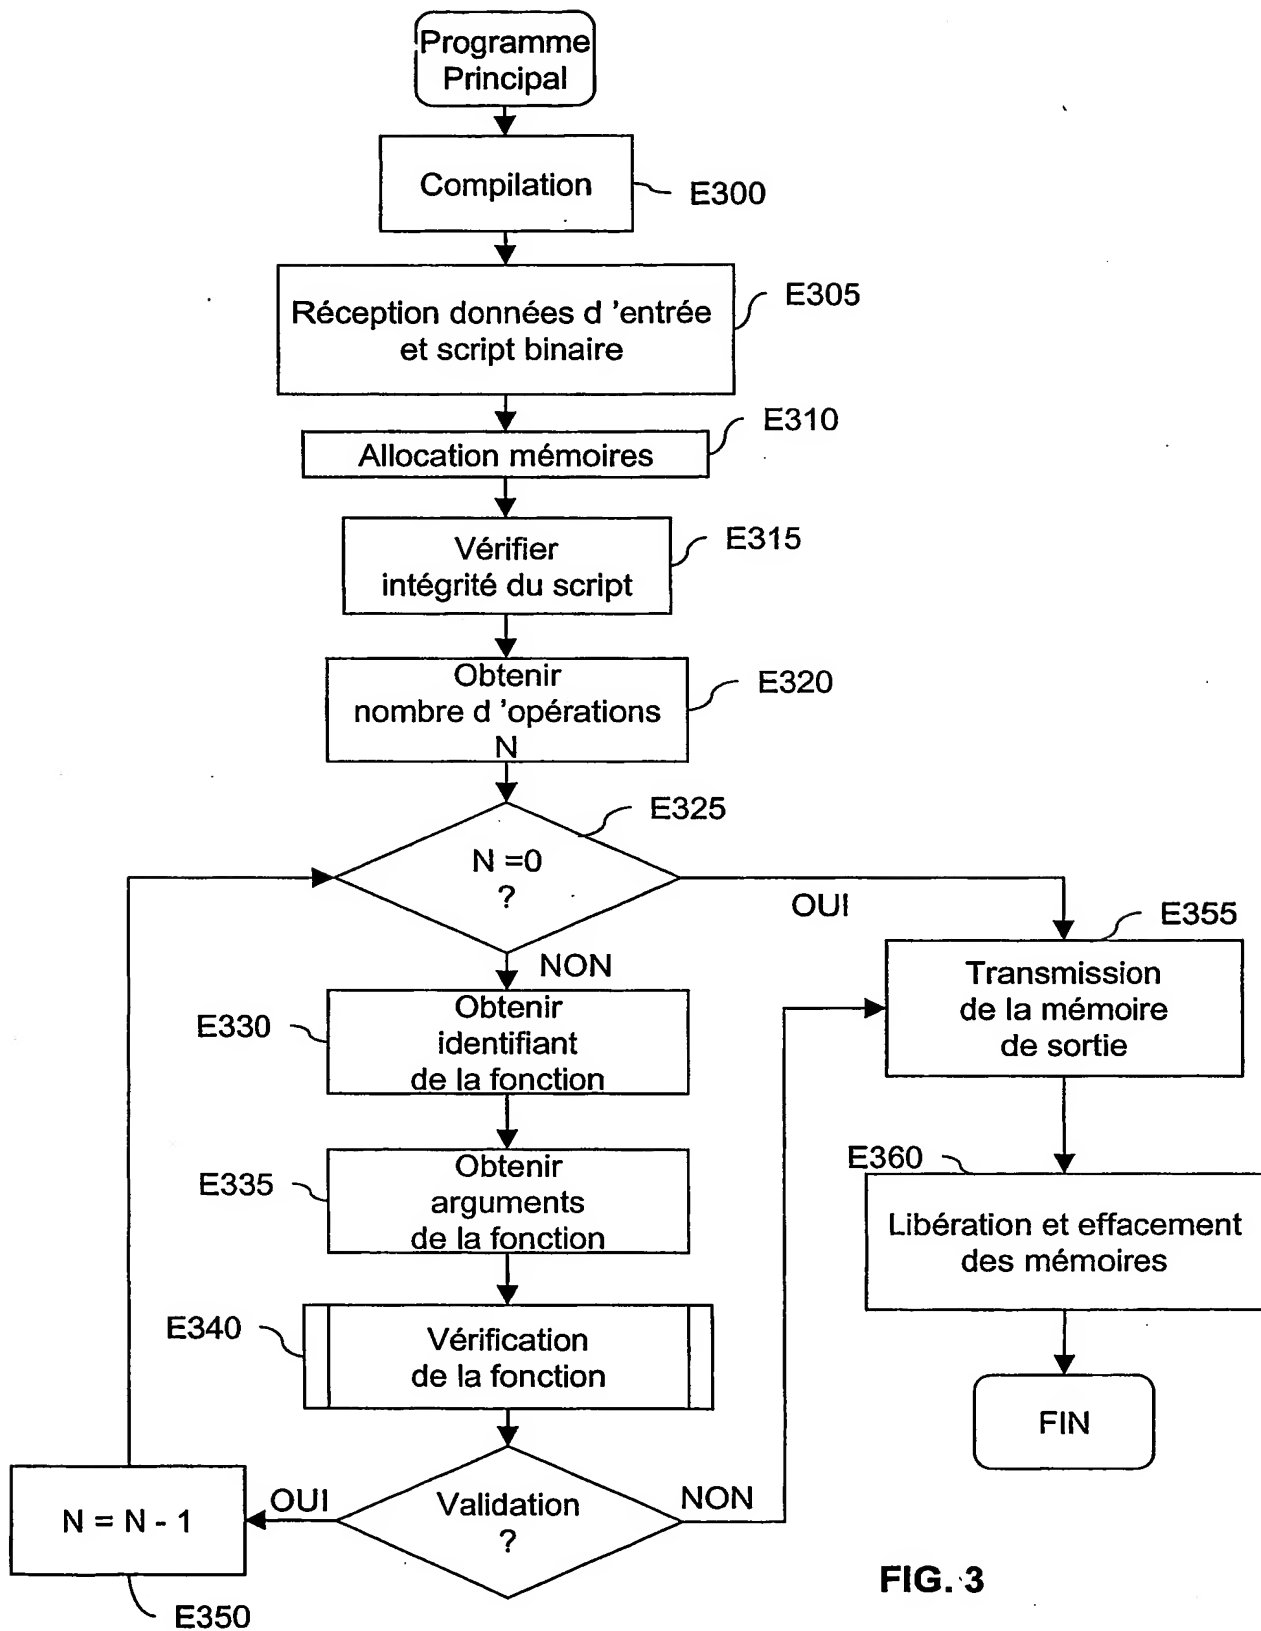 Programme
Principal
Compilation
E300
Réception données d 'entrée
et script binaire
E305
Allocation mémoires
E310
Vérifier
intégrité du script
E315
Obtenir
nombre d 'opérations
N
E320
N =0
?
E325
OUI
NON
Obtenir
identifiant
de la fonction
E330
Obtenir
arguments
de la fonction
E335
Vérification
de la fonction
E340
Validation
?
OUI
NON
N = N - 1
E350
Transmission
de la mémoire
de sortie
E355
Libération et effacement
des mémoires
E360
FIN
FIG. 3